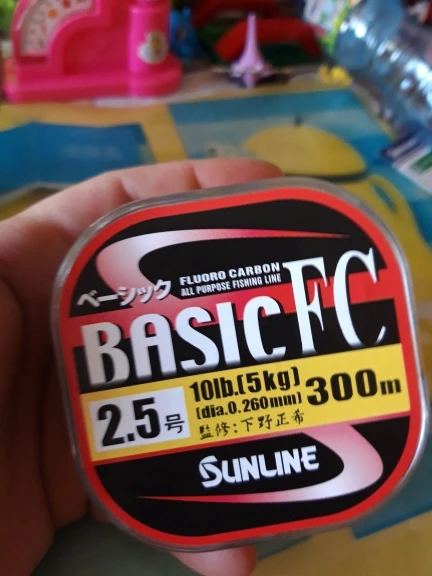 ベーシック FLUORO CARBON
ALL PURPOSE FISHING LINE
BASIC FC
2.5号 10lb.(5kg) 300m
(dia.0.260mm)
監修:下野正希
SUNLINE